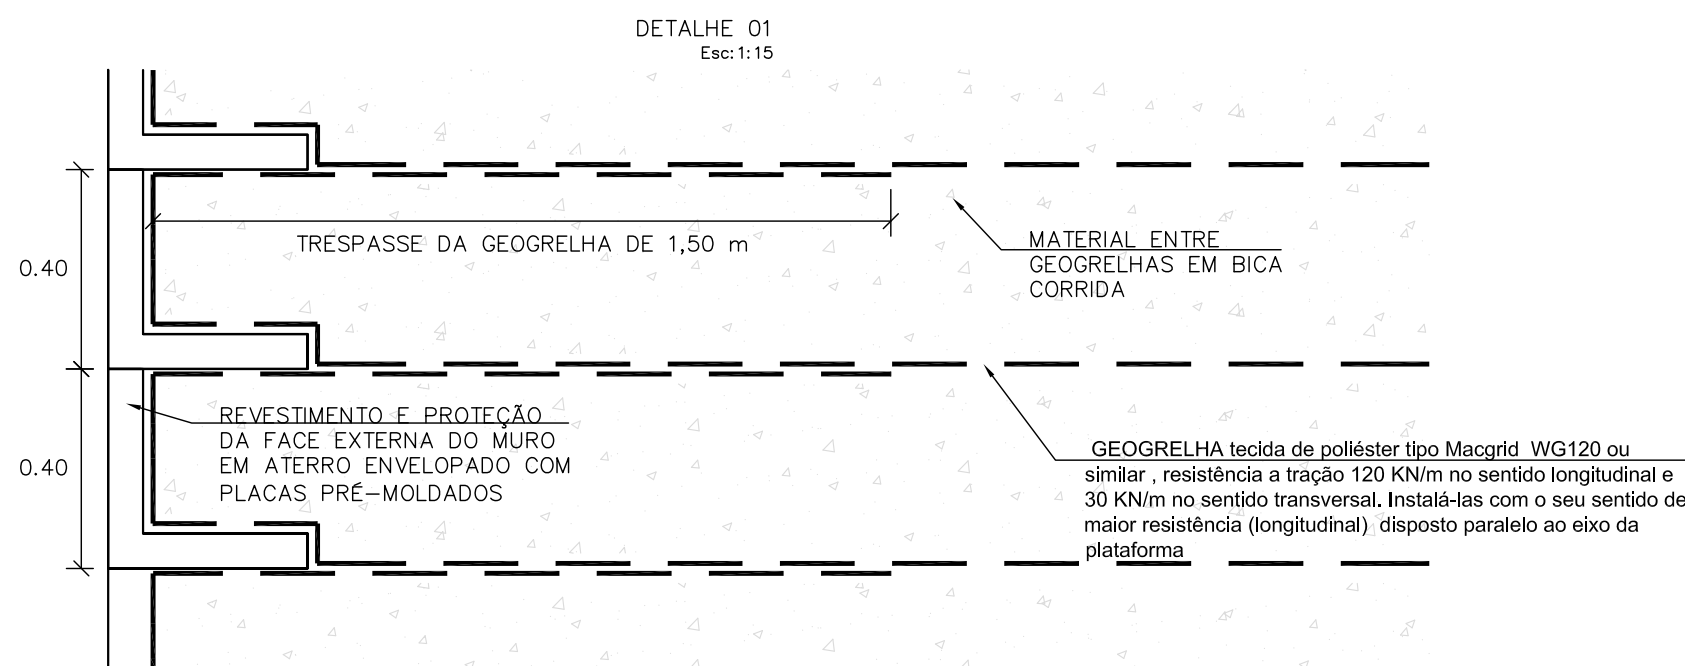 DETALHE 01
Esc:1:15
TRESPASSE DA GEOGRELHA DE 1,50 m
MATERIAL ENTRE
GEOGRELHAS EM BICA
CORRIDA
0.40
REVESTIMENTO E PROTEÇÃO
DA FACE EXTERNA DO MURO
EM ATERRO ENVELOPADO COM
PLACAS PRÉ-MOLDADOS
0.40
GEOGRELHA tecida de poliéster tipo Macgrid WG120 ou
similar , resistência a tração 120 KN/m no sentido longitudinal e
30 KN/m no sentido transversal. Instalá-las com o seu sentido de
maior resistência (longitudinal) disposto paralelo ao eixo da
plataforma